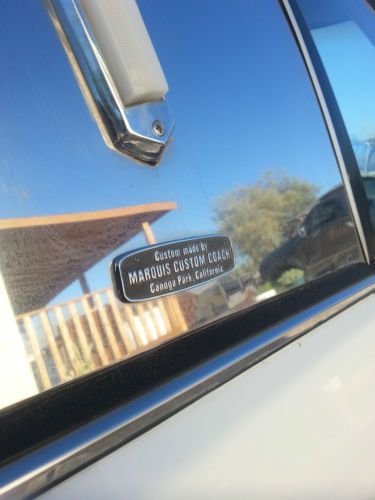 Custom made by
MARQUIS CUSTOM COACH
Canoga Park, California